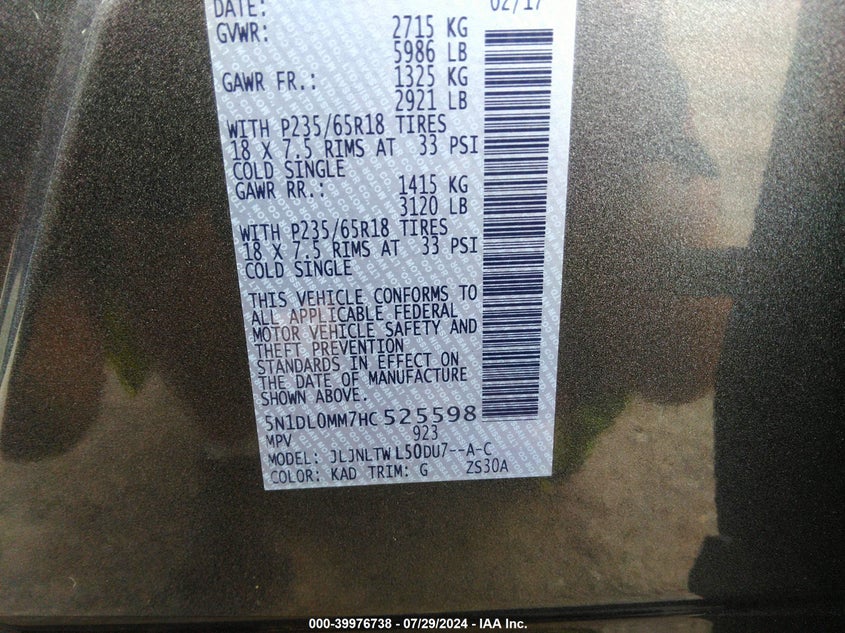 DATE: 02/17
GVWR: 2715 KG
5986 LB
GAWR FR.: 1325 KG
2921 LB
WITH P235/65R18 TIRES
18 X 7.5 RIMS AT 33 PSI
COLD SINGLE
GAWR RR.: 1415 KG
3120 LB
WITH P235/65R18 TIRES
18 X 7.5 RIMS AT 33 PSI
COLD SINGLE
THIS VEHICLE CONFORMS TO
ALL APPLICABLE FEDERAL
MOTOR VEHICLE SAFETY AND
THEFT PREVENTION
STANDARDS IN EFFECT ON
THE DATE OF MANUFACTURE
SHOWN ABOVE.
5N1DL0MM7HC 525598
MPV 923
MODEL: JLJNLTW L50DU7--A-C
COLOR: KAD TRIM: G ZS30A
000-39976738 - 07/29/2024 - IAA Inc.